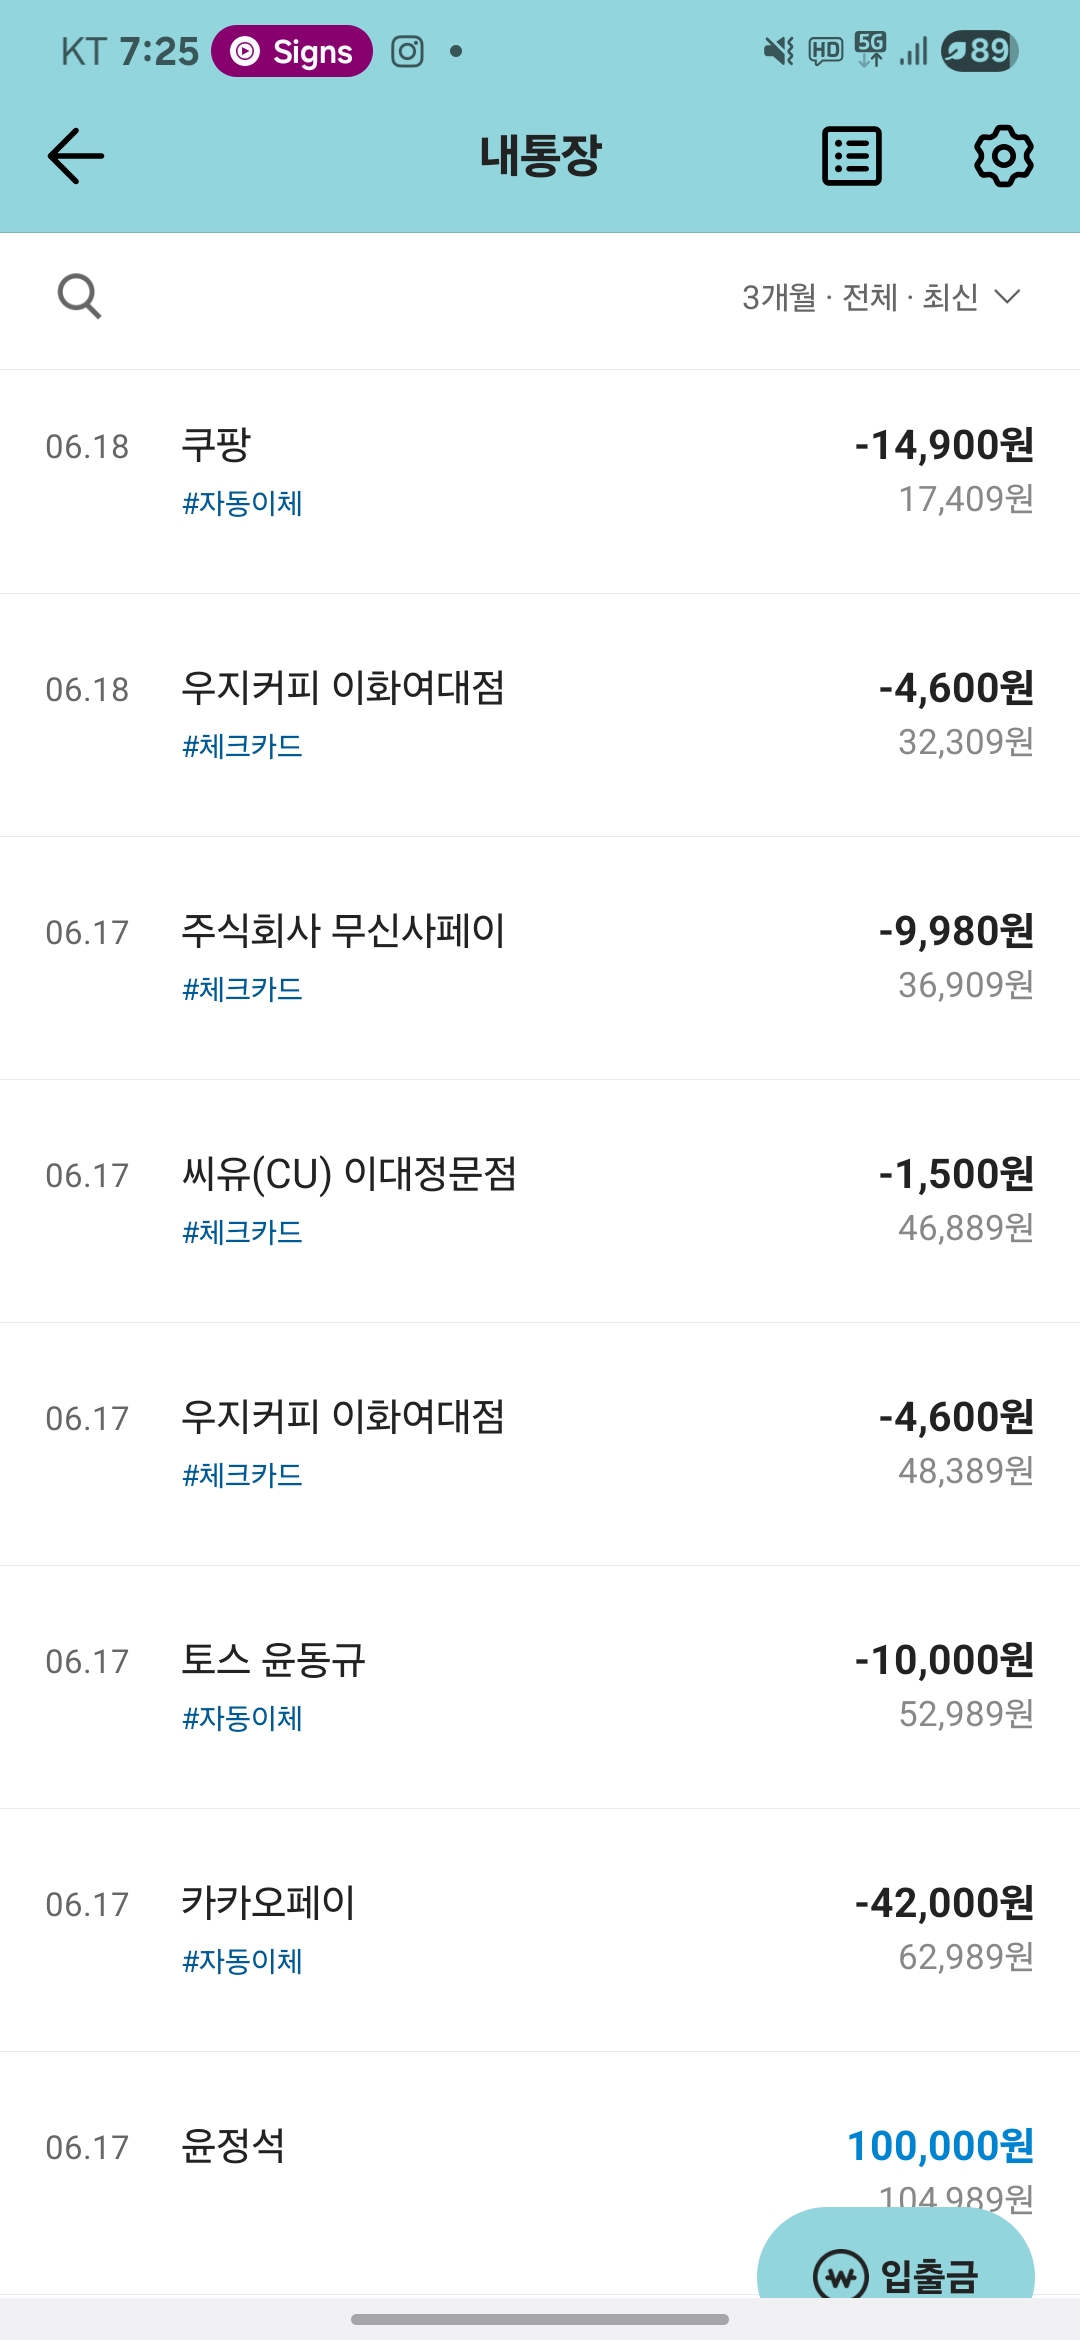 KT 7:25 Signs HD 5G 89
내통장
3개월 · 전체 · 최신
06.18 쿠팡 -14,900원
#자동이체 17,409원
06.18 우지커피 이화여대점 -4,600원
#체크카드 32,309원
06.17 주식회사 무신사페이 -9,980원
#체크카드 36,909원
06.17 씨유(CU) 이대정문점 -1,500원
#체크카드 46,889원
06.17 우지커피 이화여대점 -4,600원
#체크카드 48,389원
06.17 토스 윤동규 -10,000원
#자동이체 52,989원
06.17 카카오페이 -42,000원
#자동이체 62,989원
06.17 윤정석 100,000원
104,989원
입출금